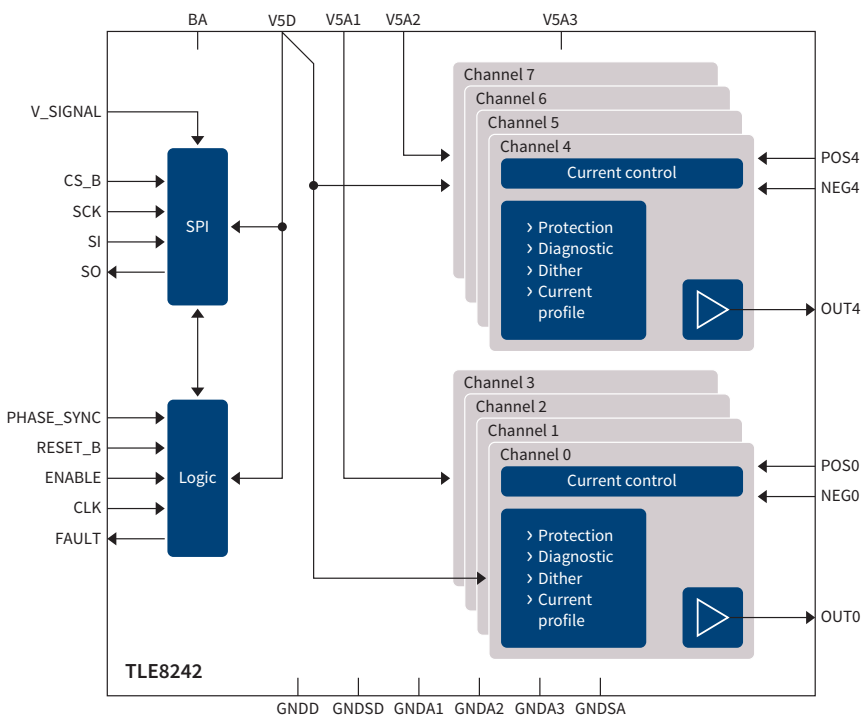 BA
V5D
V5A1
V5A2
V5A3
V_SIGNAL
CS_B
SCK
SI
SO
SPI
PHASE_SYNC
RESET_B
ENABLE
CLK
FAULT
Logic
Channel 7
Channel 6
Channel 5
Channel 4
Current control
› Protection
› Diagnostic
› Dither
› Current
profile
POS4
NEG4
OUT4
Channel 3
Channel 2
Channel 1
Channel 0
Current control
› Protection
› Diagnostic
› Dither
› Current
profile
POS0
NEG0
OUT0
TLE8242
GNDD
GNDSD
GNDA1
GNDA2
GNDA3
GNDSA